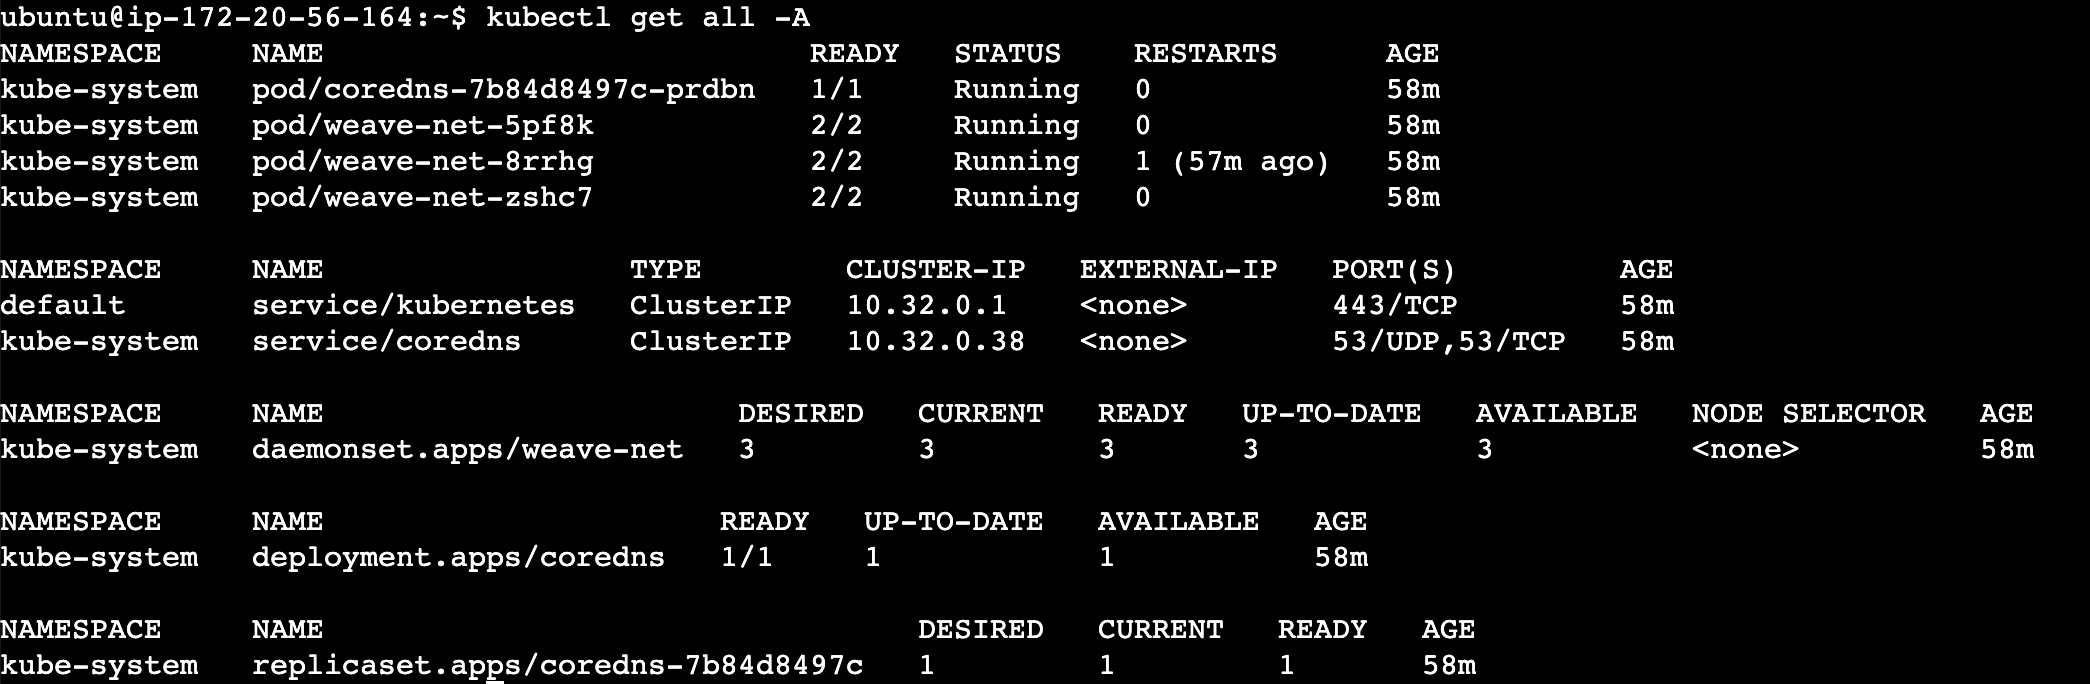 ubuntu@ip-172-20-56-164:~$ kubectl get all -A
NAMESPACE     NAME                           READY   STATUS    RESTARTS      AGE
kube-system   pod/coredns-7b84d8497c-prdbn   1/1     Running   0             58m
kube-system   pod/weave-net-5pf8k            2/2     Running   0             58m
kube-system   pod/weave-net-8rrhg            2/2     Running   1 (57m ago)   58m
kube-system   pod/weave-net-zshc7            2/2     Running   0             58m

NAMESPACE     NAME                 TYPE        CLUSTER-IP   EXTERNAL-IP   PORT(S)         AGE
default       service/kubernetes   ClusterIP   10.32.0.1    <none>        443/TCP         58m
kube-system   service/coredns      ClusterIP   10.32.0.38   <none>        53/UDP,53/TCP   58m

NAMESPACE     NAME                       DESIRED   CURRENT   READY   UP-TO-DATE   AVAILABLE   NODE SELECTOR   AGE
kube-system   daemonset.apps/weave-net   3         3         3       3            3           <none>          58m

NAMESPACE     NAME                      READY   UP-TO-DATE   AVAILABLE   AGE
kube-system   deployment.apps/coredns   1/1     1            1           58m

NAMESPACE     NAME                                 DESIRED   CURRENT   READY   AGE
kube-system   replicaset.apps/coredns-7b84d8497c   1         1         1       58m